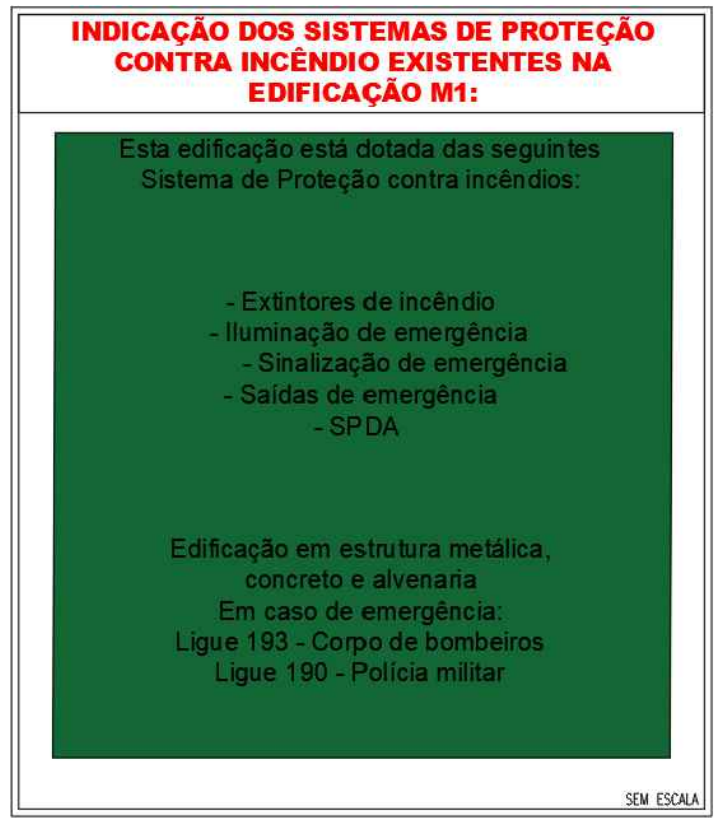 INDICAÇÃO DOS SISTEMAS DE PROTEÇÃO
CONTRA INCÊNDIO EXISTENTES NA
EDIFICAÇÃO M1:
Esta edificação está dotada das seguintes
Sistema de Proteção contra incêndios:
- Extintores de incêndio
- Iluminação de emergência
- Sinalização de emergência
- Saídas de emergência
- SPDA
Edificação em estrutura metálica,
concreto e alvenaria
Em caso de emergência:
Ligue 193 - Corpo de bombeiros
Ligue 190 - Polícia militar
SEM ESCALA